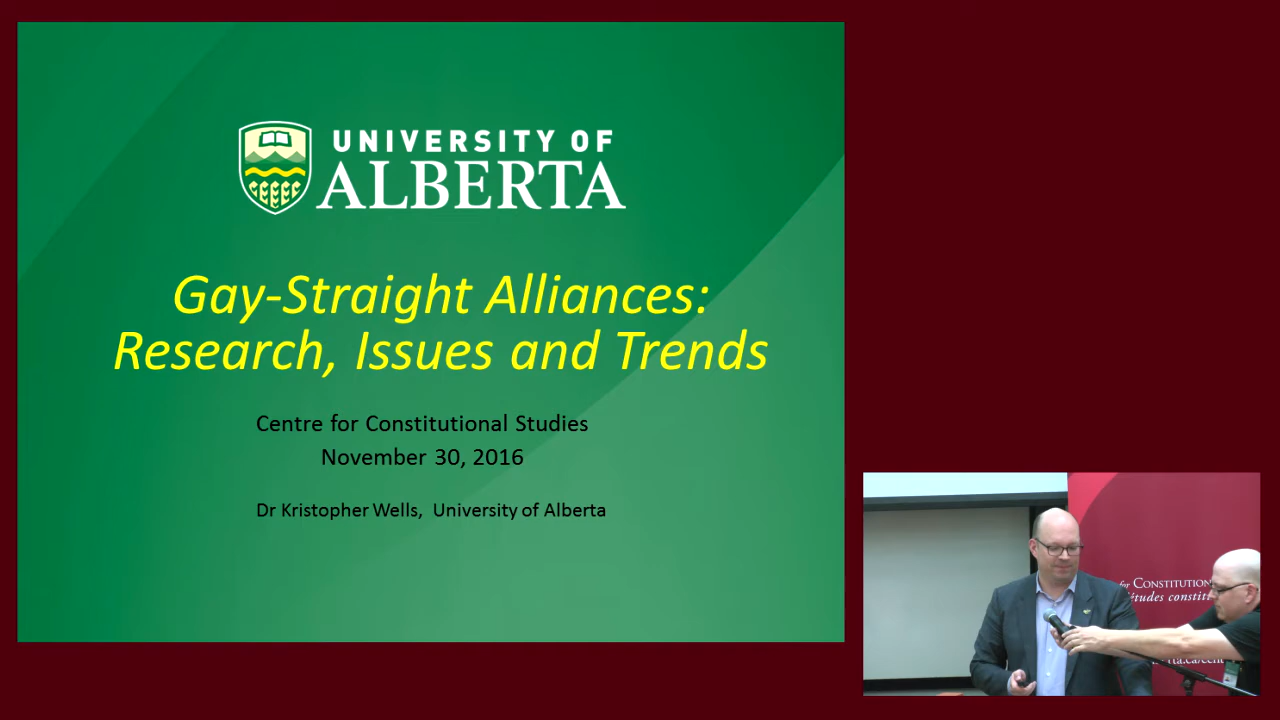 UNIVERSITY OF
ALBERTA
Gay-Straight Alliances:
Research, Issues and Trends
Centre for Constitutional Studies
November 30, 2016
Dr Kristopher Wells, University of Alberta
for CONSTITUTION
études constit